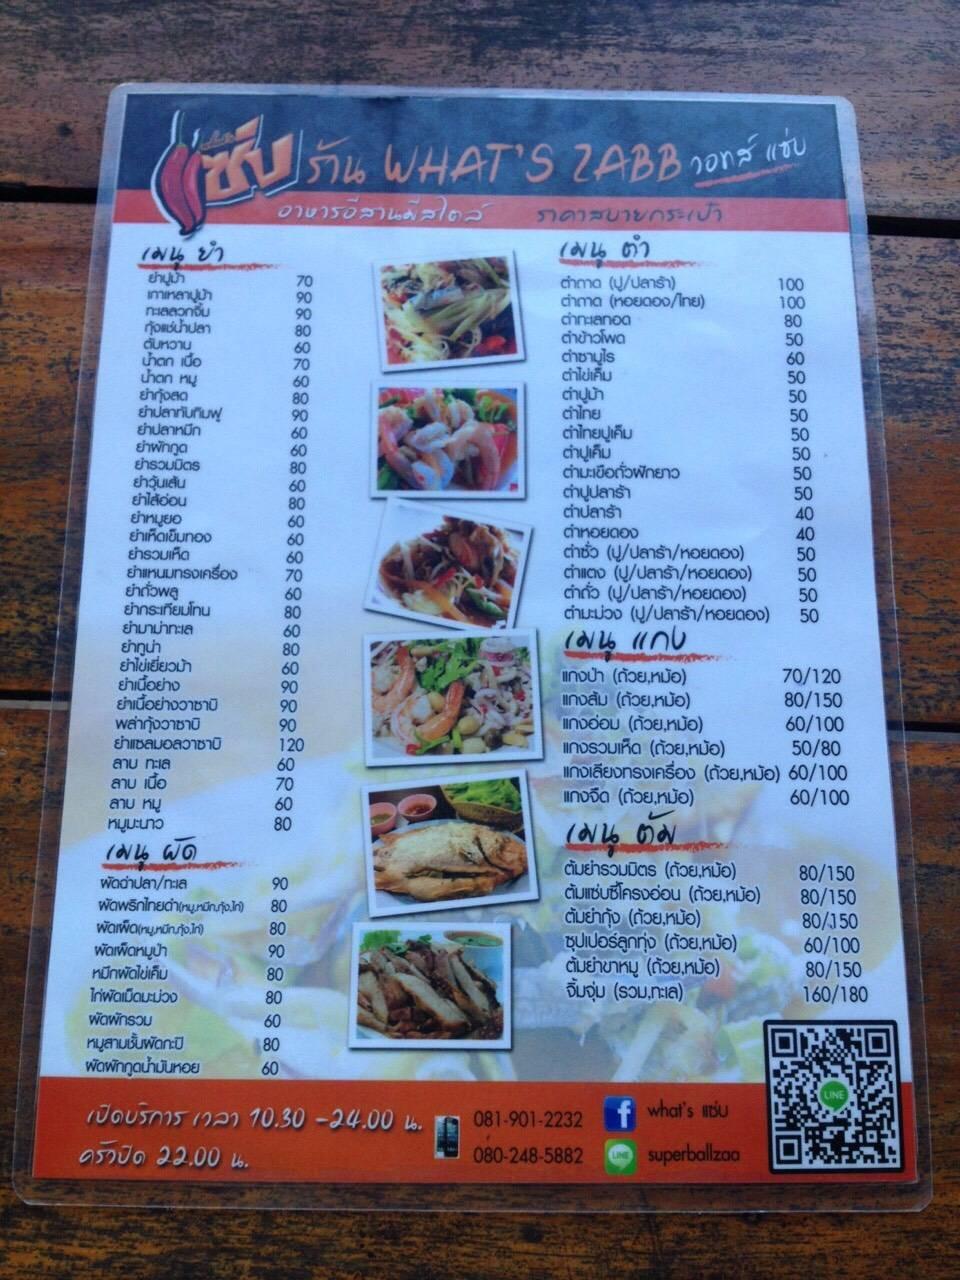 แซ่บ
ร้าน WHAT'S ZABB วอทส์ แซ่บ
อาหารอีสานมีสไตล์ ราคาสบายกระเป๋า
เมนู ยำ
ยำปูม้า 70
เกาเหลาปูม้า 90
ทะเลลวกจิ้ม 90
กุ้งแช่น้ำปลา 80
ตับหวาน 60
น้ำตก เนื้อ 70
น้ำตก หมู 60
ยำกุ้งสด 80
ยำปลาทับทิมฟู 90
ยำปลาหมึก 60
ยำผักกูด 60
ยำรวมมิตร 80
ยำวุ้นเส้น 60
ยำไส้อ่อน 80
ยำหมูยอ 60
ยำเห็ดเข็มทอง 60
ยำรวมเห็ด 60
ยำแหนมทรงเครื่อง 70
ยำถั่วพลู 60
ยำกระเทียมโทน 80
ยำมาม่าทะเล 60
ยำทูน่า 80
ยำไข่เยี่ยวม้า 60
ยำเนื้อย่าง 90
ยำเนื้อย่างวาซาบิ 90
พล่ากุ้งวาซาบิ 90
ยำแซลมอลวาซาบิ 120
ลาบ ทะเล 60
ลาบ เนื้อ 70
ลาบ หมู 60
หมูมะนาว 80
เมนู ผัด
ผัดฉ่าปลา/ทะเล 90
ผัดพริกไทยดำ(หมู,หมึก,กุ้ง,ไก่) 80
ผัดเผ็ด(หมู,หมึก,กุ้ง,ไก่) 80
ผัดเผ็ดหมูป่า 90
หมึกผัดไข่เค็ม 80
ไก่ผัดเม็ดมะม่วง 80
ผัดผักรวม 60
หมูสามชั้นผัดกะปิ 80
ผัดผักกูดน้ำมันหอย 60
เมนู ตำ
ตำถาด (ปู/ปลาร้า) 100
ตำถาด (หอยดอง/ไทย) 100
ตำทะเลทอด 80
ตำข้าวโพด 50
ตำซามูไร 60
ตำไข่เค็ม 50
ตำปูม้า 50
ตำไทย 50
ตำไทยปูเค็ม 50
ตำปูเค็ม 50
ตำมะเขือถั่วฝักยาว 50
ตำปูปลาร้า 50
ตำปลาร้า 40
ตำหอยดอง 40
ตำซั่ว (ปู/ปลาร้า/หอยดอง) 50
ตำแตง (ปู/ปลาร้า/หอยดอง) 50
ตำถั่ว (ปู/ปลาร้า/หอยดอง) 50
ตำมะม่วง (ปู/ปลาร้า/หอยดอง) 50
เมนู แกง
แกงป่า (ถ้วย,หม้อ) 70/120
แกงส้ม (ถ้วย,หม้อ) 80/150
แกงอ่อม (ถ้วย,หม้อ) 60/100
แกงรวมเห็ด (ถ้วย,หม้อ) 50/80
แกงเลียงทรงเครื่อง (ถ้วย,หม้อ) 60/100
แกงจืด (ถ้วย,หม้อ) 60/100
เมนู ต้ม
ต้มยำรวมมิตร (ถ้วย,หม้อ) 80/150
ต้มแซ่บซี่โครงอ่อน (ถ้วย,หม้อ) 80/150
ต้มยำกุ้ง (ถ้วย,หม้อ) 80/150
ซุปเปอร์ลูกทุ่ง (ถ้วย,หม้อ) 60/100
ต้มยำขาหมู (ถ้วย,หม้อ) 80/150
จิ้มจุ่ม (รวม,ทะเล) 160/180
เปิดบริการ เวลา 10.30 -24.00 น.
ครัวปิด 22.00 น.
081-901-2232
080-248-5882
what's แซ่บ
LINE superballzaa
LINE